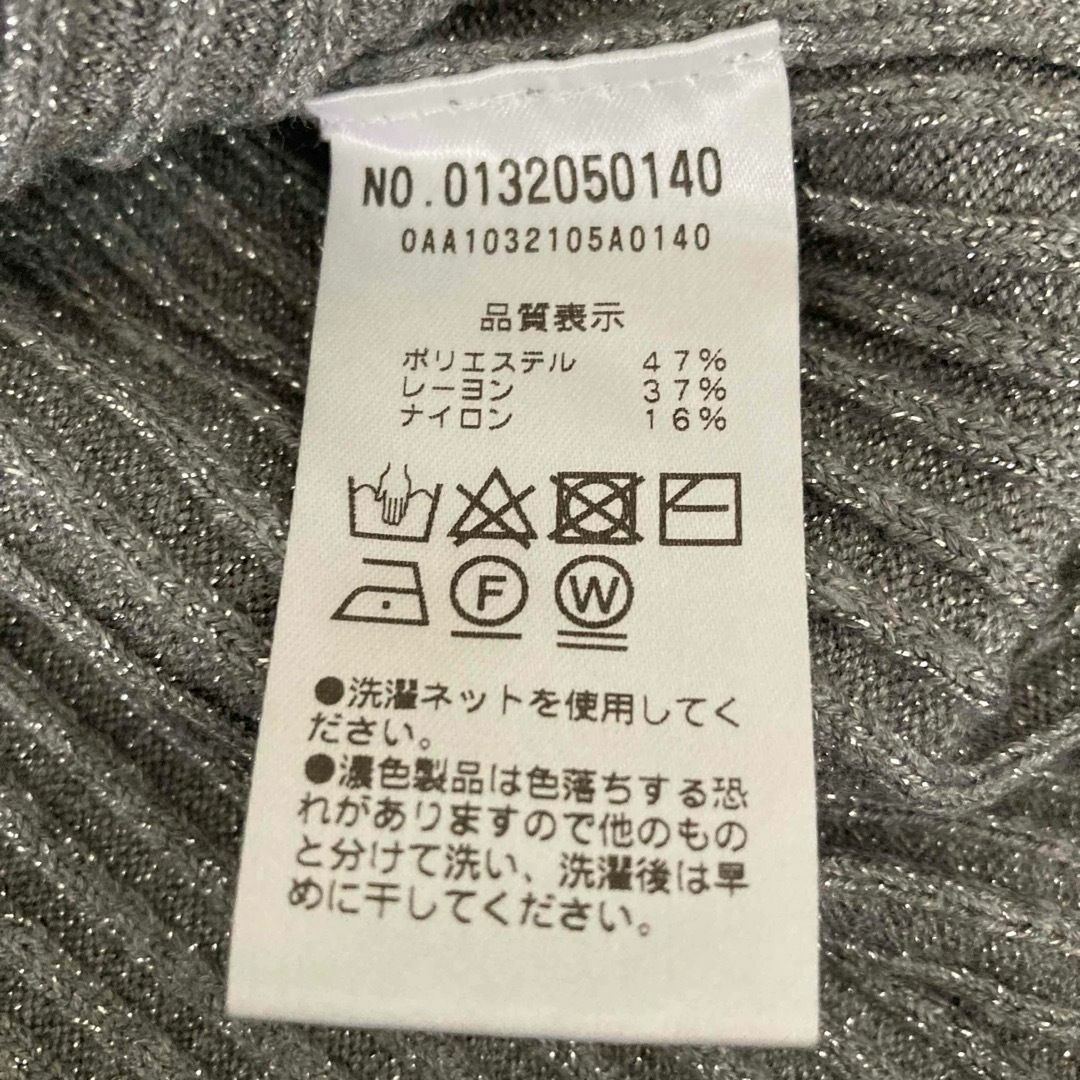 NO.0132050140
0AA1032105A0140
品質表示
ポリエステル 47%
レーヨン 37%
ナイロン 16%
F W
●洗濯ネットを使用してく
ださい。
●濃色製品は色落ちする恐
れがありますので他のもの
と分けて洗い、洗濯後は早
めに干してください。